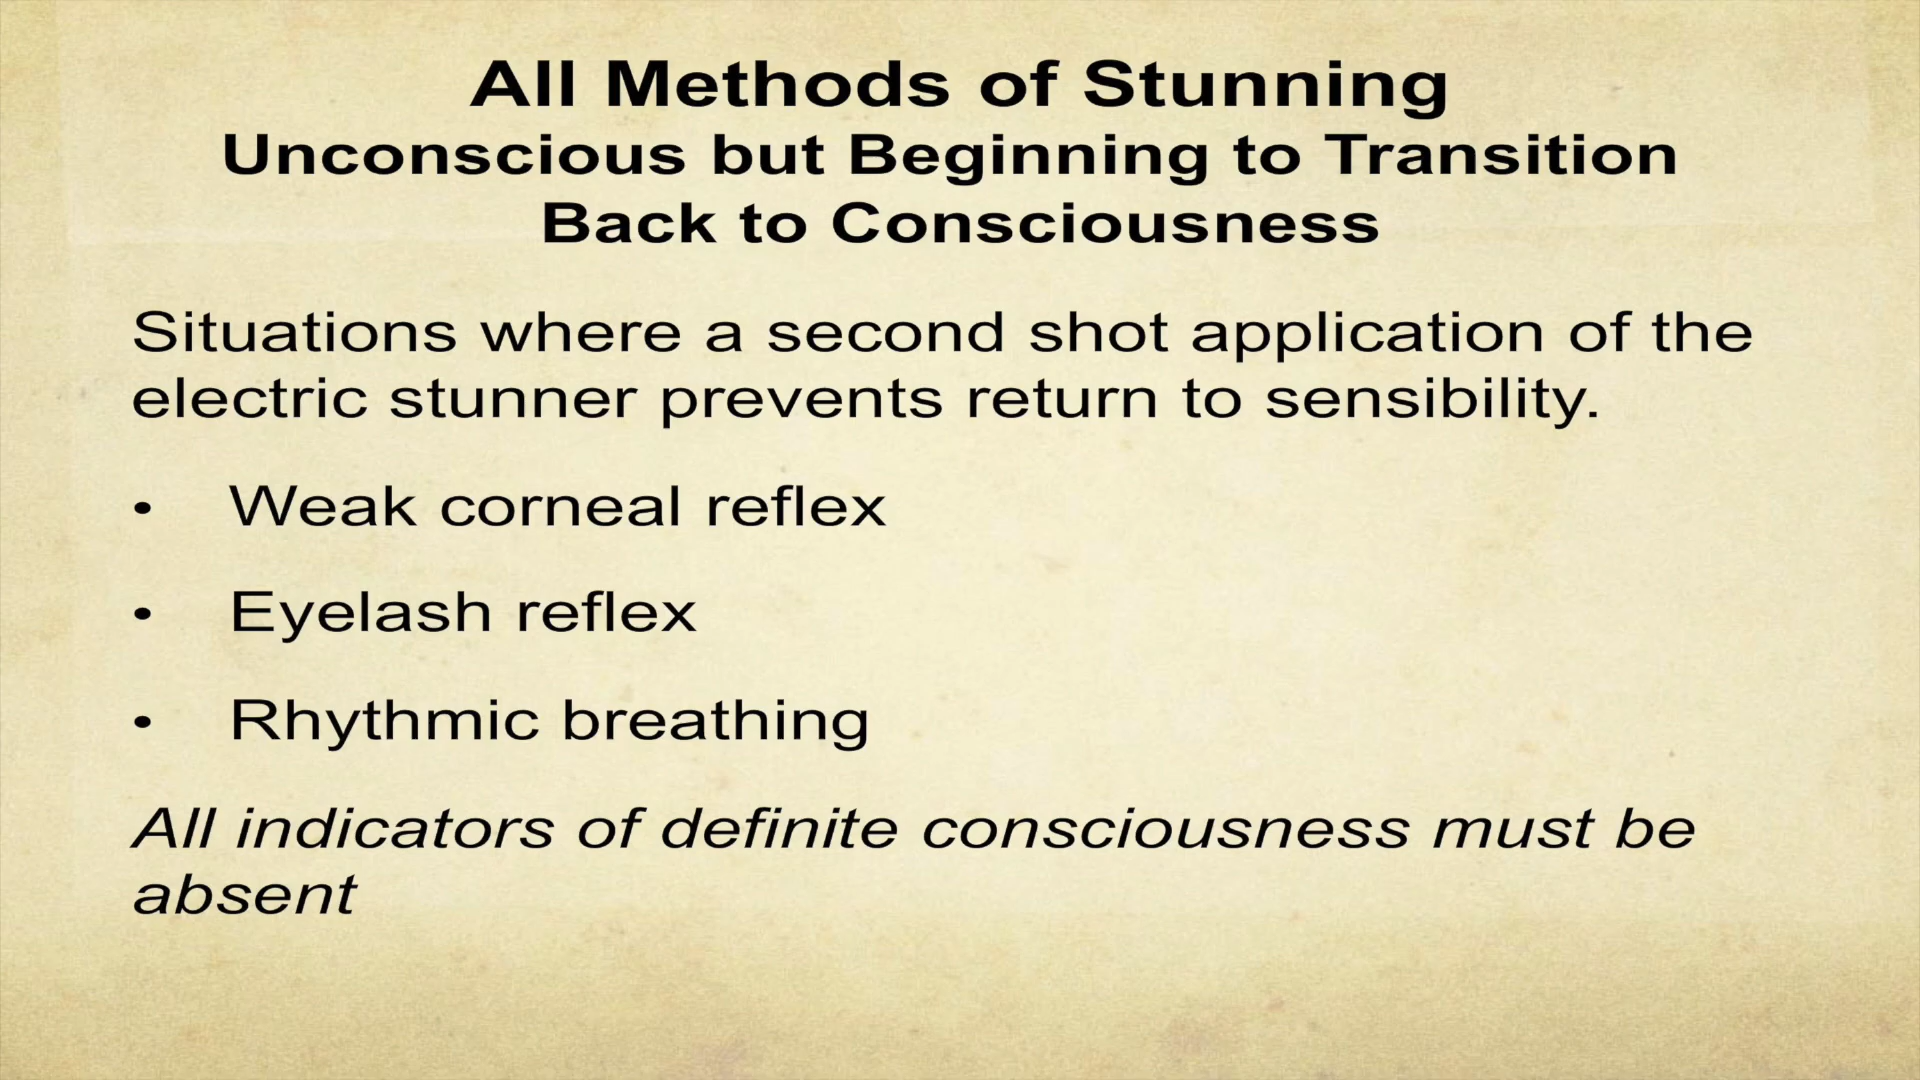 All Methods of Stunning
Unconscious but Beginning to Transition
Back to Consciousness
Situations where a second shot application of the
electric stunner prevents return to sensibility.
• Weak corneal reflex
• Eyelash reflex
• Rhythmic breathing
All indicators of definite consciousness must be
absent